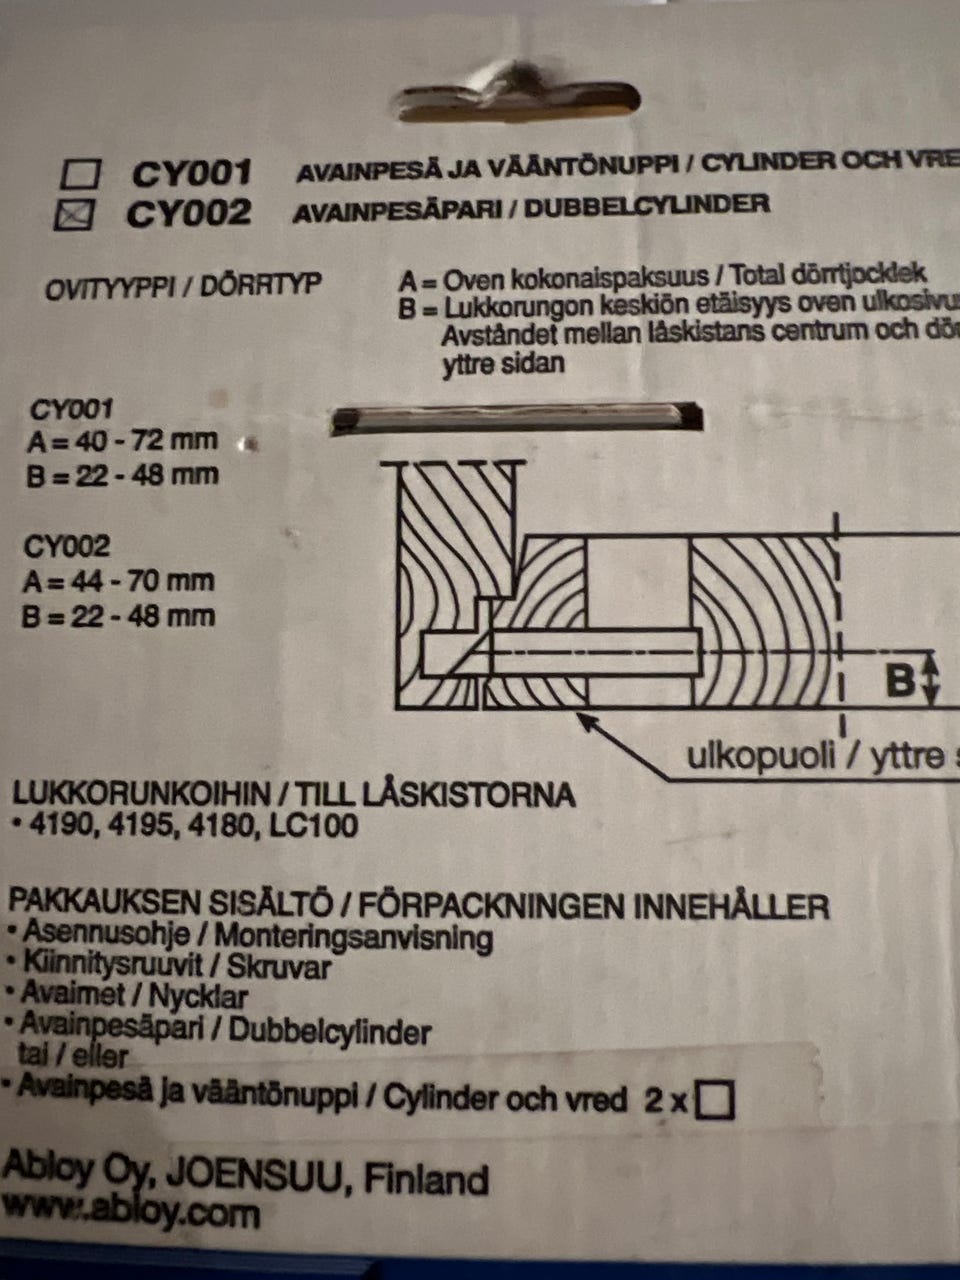 CY001 AVAINPESÄ JA VÄÄNTÖNUPPI / CYLINDER OCH VRE
CY002 AVAINPESÄPARI / DUBBELCYLINDER
OVITYYPPI / DÖRRTYP
A = Oven kokonaispaksuus / Total dörrtjocklek
B = Lukkorungon keskiön etäisyys oven ulkosivu
Avståndet mellan låskistans centrum och dör
yttre sidan
CY001
A = 40 - 72 mm
B = 22 - 48 mm
CY002
A = 44 - 70 mm
B = 22 - 48 mm
B
ulkopuoli / yttre s
LUKKORUNKOIHIN / TILL LÅSKISTORNA
• 4190, 4195, 4180, LC100
PAKKAUKSEN SISÄLTÖ / FÖRPACKNINGEN INNEHÅLLER
• Asennusohje / Monteringsanvisning
• Kiinnitysruuvit / Skruvar
• Avaimet / Nycklar
• Avainpesäpari / Dubbelcylinder
tai / eller
• Avainpesä ja vääntönuppi / Cylinder och vred 2 x
Abloy Oy, JOENSUU, Finland
www.abloy.com